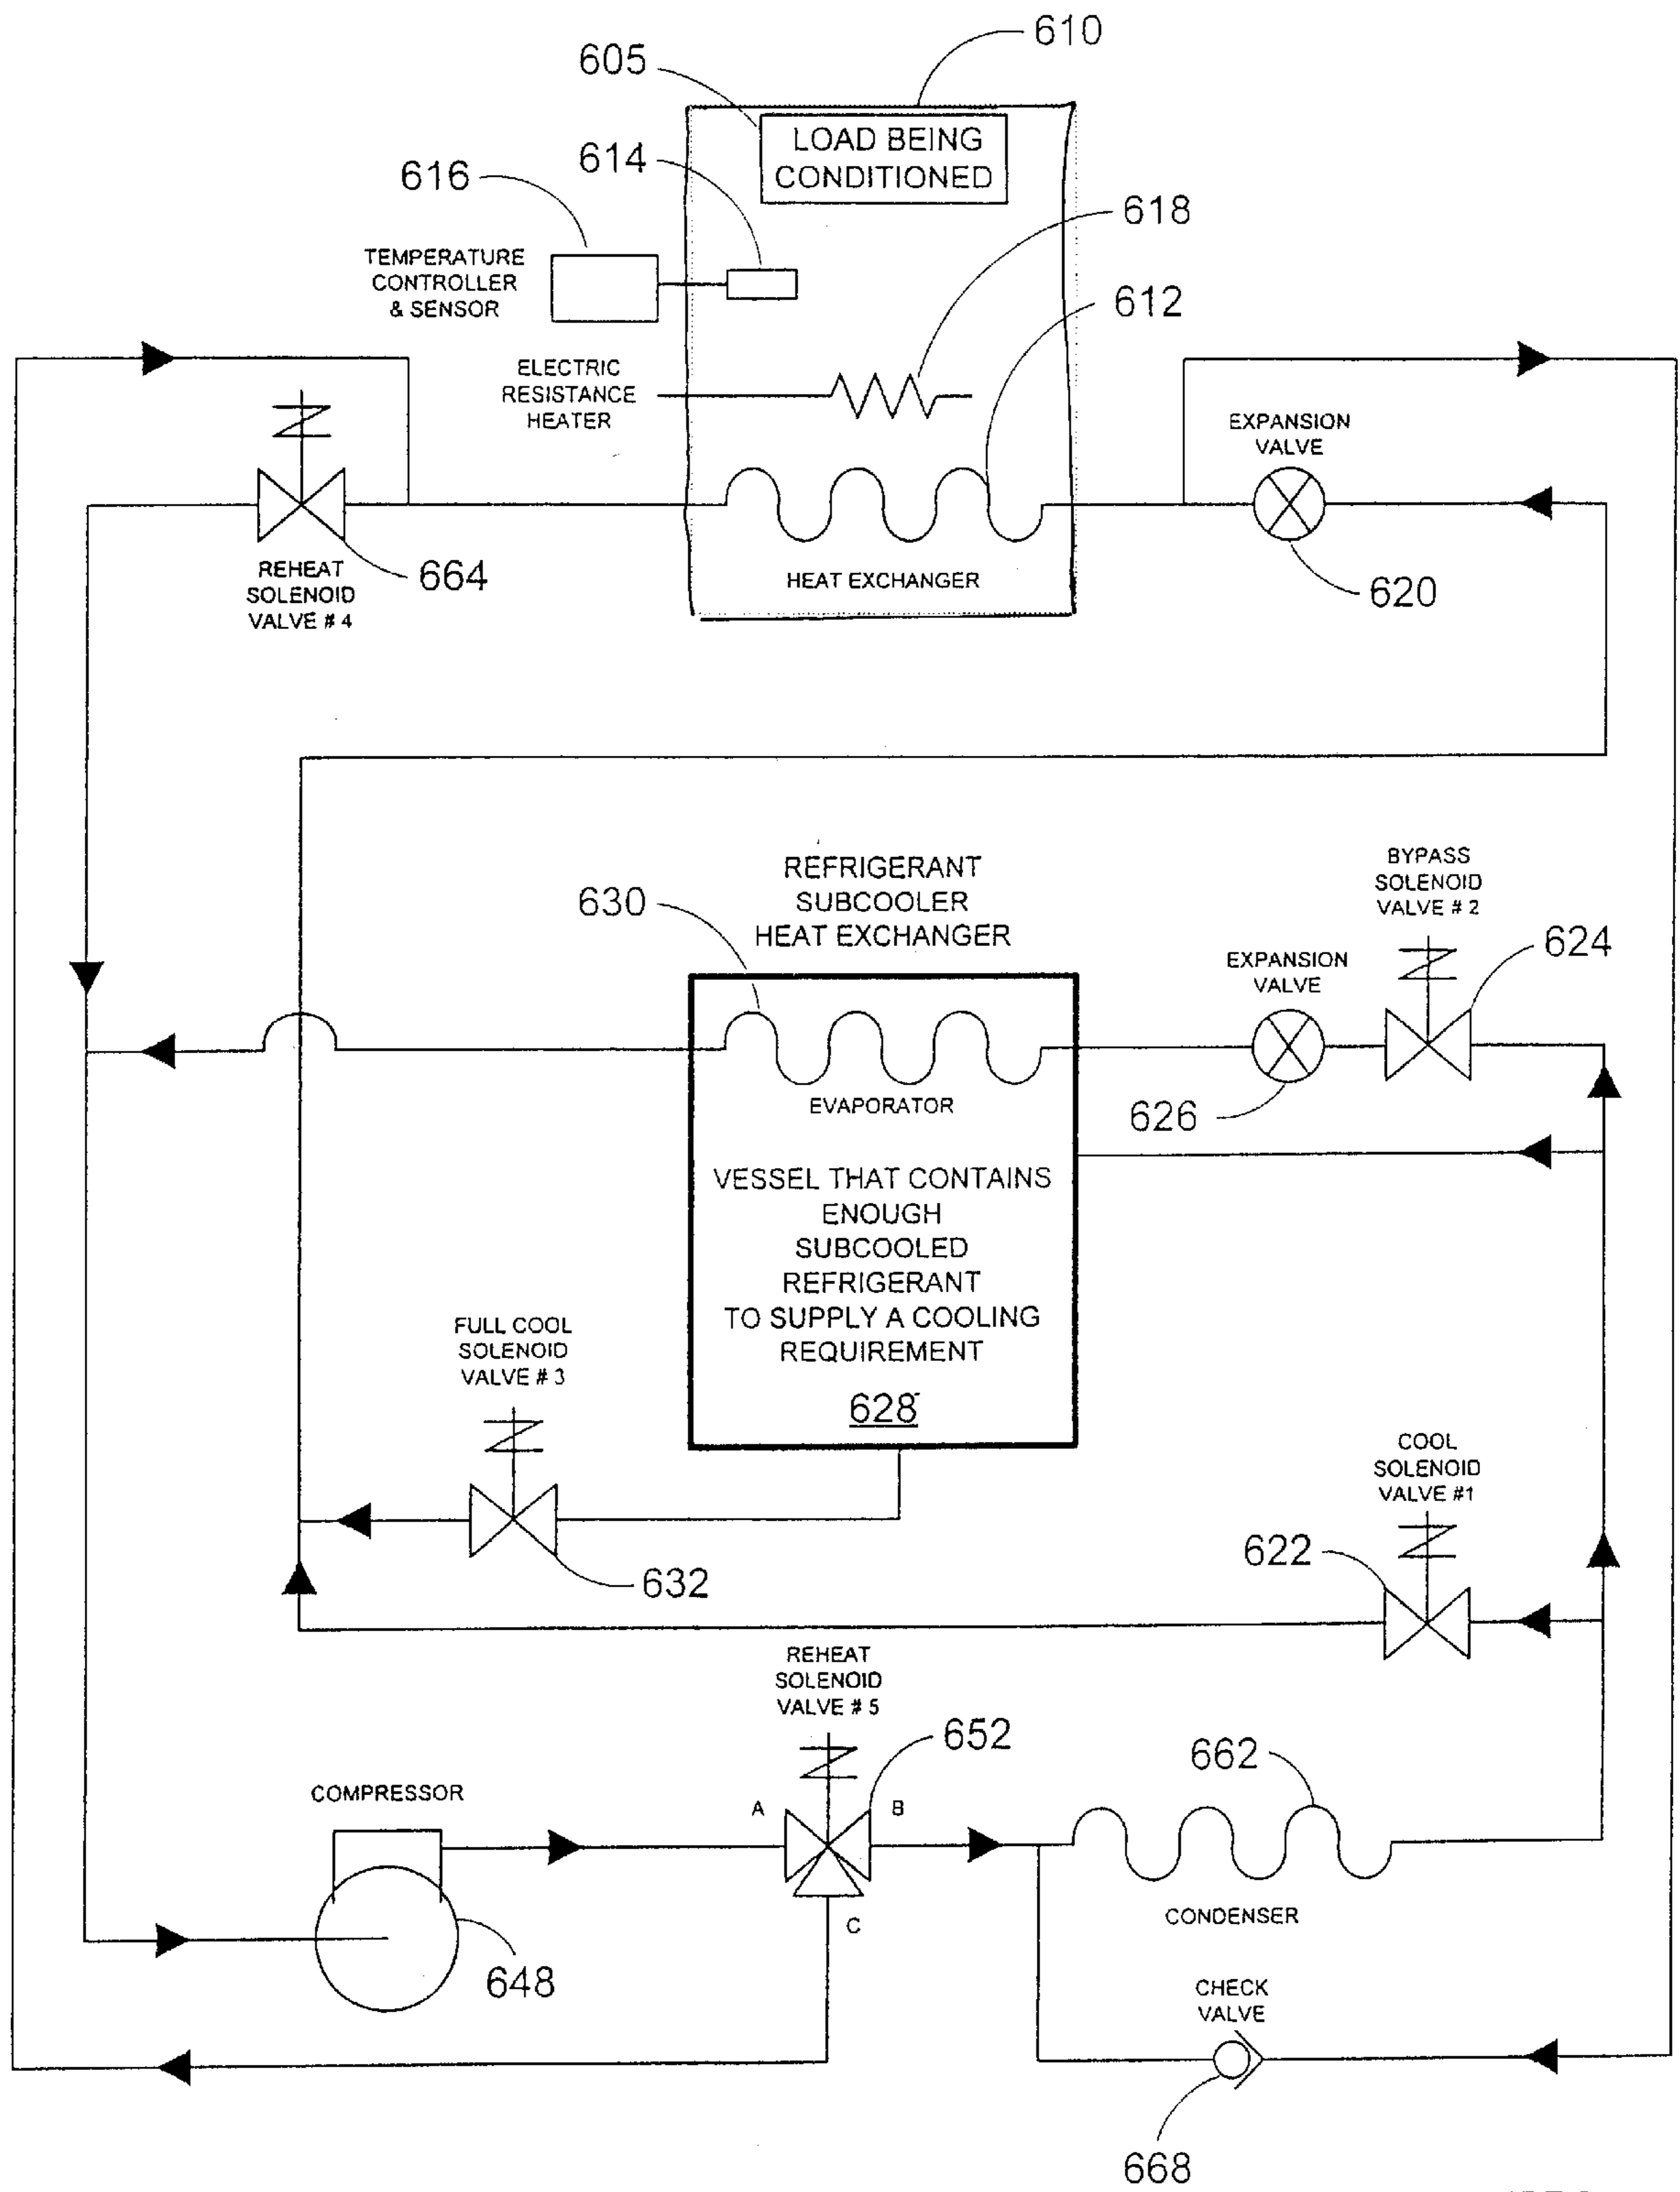 610
605
LOAD BEING
CONDITIONED
614
616
618
TEMPERATURE
CONTROLLER
& SENSOR
612
ELECTRIC
RESISTANCE
HEATER
EXPANSION
VALVE
HEAT EXCHANGER
664
620
REHEAT
SOLENOID
VALVE # 4
REFRIGERANT
SUBCOOLER
HEAT EXCHANGER
630
BYPASS
SOLENOID
VALVE # 2
624
EXPANSION
VALVE
626
EVAPORATOR
VESSEL THAT CONTAINS
ENOUGH
SUBCOOLED
REFRIGERANT
TO SUPPLY A COOLING
REQUIREMENT
628
FULL COOL
SOLENOID
VALVE # 3
632
COOL
SOLENOID
VALVE #1
622
REHEAT
SOLENOID
VALVE # 5
652
662
COMPRESSOR
A
B
C
CONDENSER
648
CHECK
VALVE
668